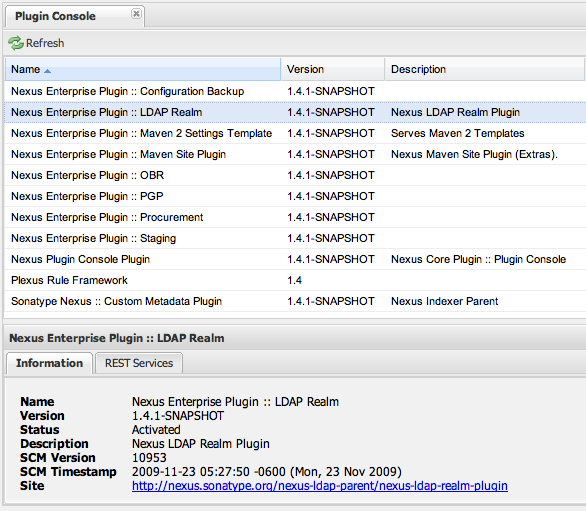 Plugin Console
Refresh
Name Version Description
Nexus Enterprise Plugin :: Configuration Backup 1.4.1-SNAPSHOT
Nexus Enterprise Plugin :: LDAP Realm 1.4.1-SNAPSHOT Nexus LDAP Realm Plugin
Nexus Enterprise Plugin :: Maven 2 Settings Template 1.4.1-SNAPSHOT Serves Maven 2 Templates
Nexus Enterprise Plugin :: Maven Site Plugin 1.4.1-SNAPSHOT Nexus Maven Site Plugin (Extras).
Nexus Enterprise Plugin :: OBR 1.4.1-SNAPSHOT
Nexus Enterprise Plugin :: PGP 1.4.1-SNAPSHOT
Nexus Enterprise Plugin :: Procurement 1.4.1-SNAPSHOT
Nexus Enterprise Plugin :: Staging 1.4.1-SNAPSHOT
Nexus Plugin Console Plugin 1.4.1-SNAPSHOT Nexus Core Plugin :: Plugin Console
Plexus Rule Framework 1.4
Sonatype Nexus :: Custom Metadata Plugin 1.4.1-SNAPSHOT Nexus Indexer Parent
Nexus Enterprise Plugin :: LDAP Realm
Information REST Services
Name Nexus Enterprise Plugin :: LDAP Realm
Version 1.4.1-SNAPSHOT
Status Activated
Description Nexus LDAP Realm Plugin
SCM Version 10953
SCM Timestamp 2009-11-23 05:27:50 -0600 (Mon, 23 Nov 2009)
Site http://nexus.sonatype.org/nexus-ldap-parent/nexus-ldap-realm-plugin